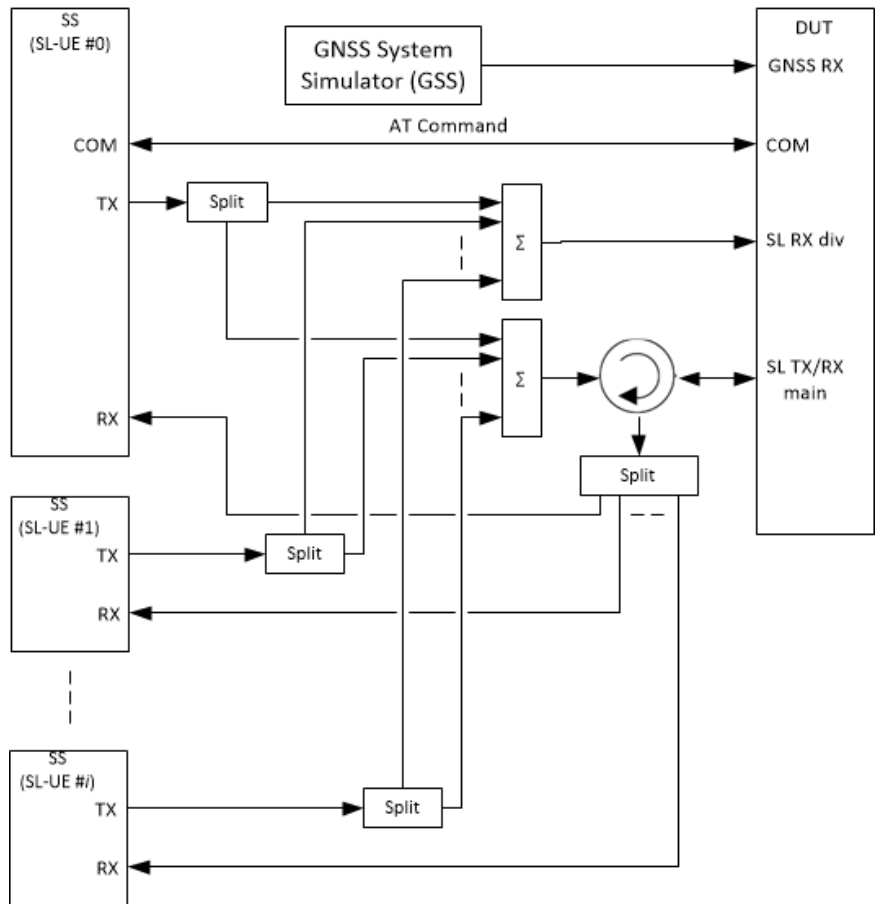 SS
(SL-UE #0)
COM
TX
RX
GNSS System
Simulator (GSS)
AT Command
Split
Σ
Σ
Split
DUT
GNSS RX
COM
SL RX div
SL TX/RX
main
SS
(SL-UE #1)
TX
RX
Split
SS
(SL-UE #i)
TX
RX
Split